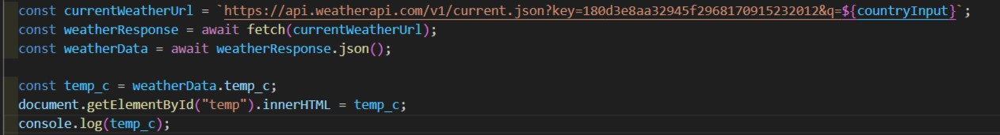 const currentWeatherUrl = `https://api.weatherapi.com/v1/current.json?key=180d3e8aa32945f2968170915232012&q=${countryInput}`;
const weatherResponse = await fetch(currentWeatherUrl);
const weatherData = await weatherResponse.json();
const temp_c = weatherData.temp_c;
document.getElementById("temp").innerHTML = temp_c;
console.log(temp_c);